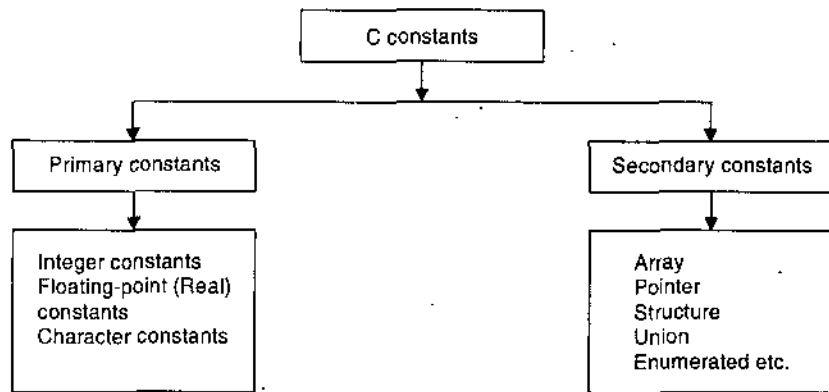 C constants
Primary constants
Secondary constants
Integer constants
Floating-point (Real)
constants
Character constants
Array
Pointer
Structure
Union
Enumerated etc.